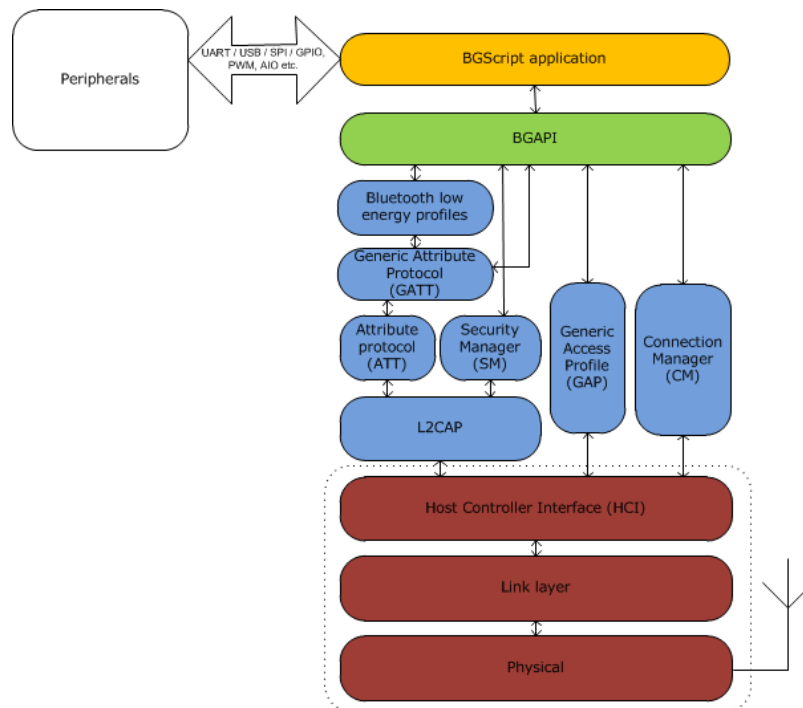 Peripherals
UART / USB / SPI / GPIO,
PWM, AIO etc.
BGScript application
BGAPI
Bluetooth low
energy profiles
Generic Attribute
Protocol
(GATT)
Attribute
protocol
(ATT)
Security
Manager
(SM)
Generic
Access
Profile
(GAP)
Connection
Manager
(CM)
L2CAP
Host Controller Interface (HCI)
Link layer
Physical